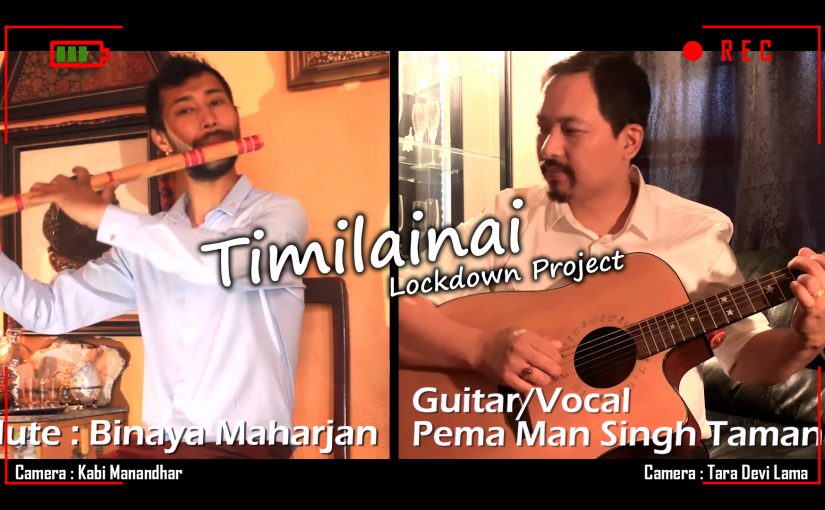 REC
Timilainai
Lockdown Project
lute : Binaya Maharjan
Guitar/Vocal
Pema Man Singh Taman
Camera : Kabi Manandhar
Camera : Tara Devi Lama